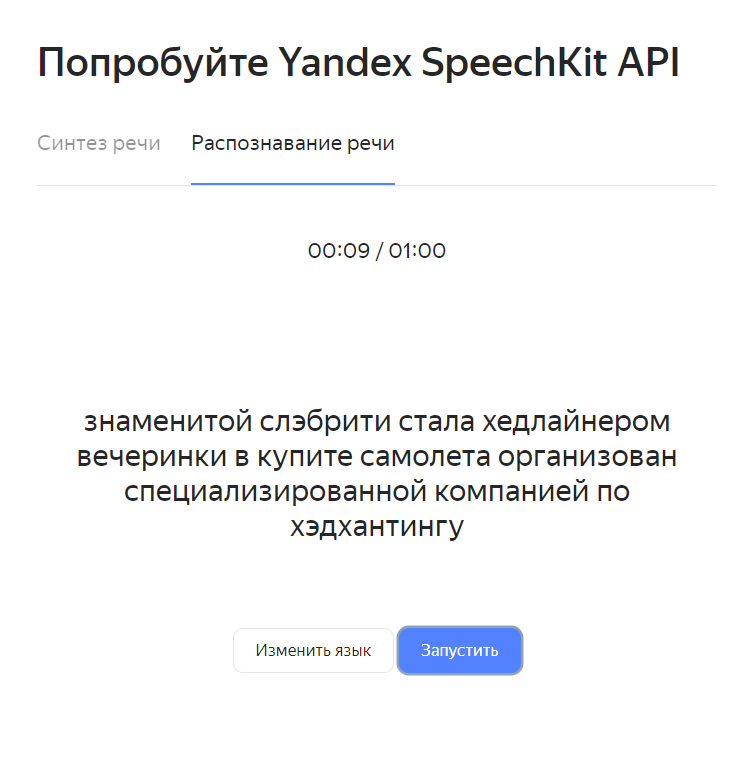 Попробуйте Yandex SpeechKit API
Синтез речи Распознавание речи
00:09 / 01:00
знаменитой слэбрити стала хедлайнером
вечеринки в купите самолета организован
специализированной компанией по
хэдхантингу
Изменить язык Запустить